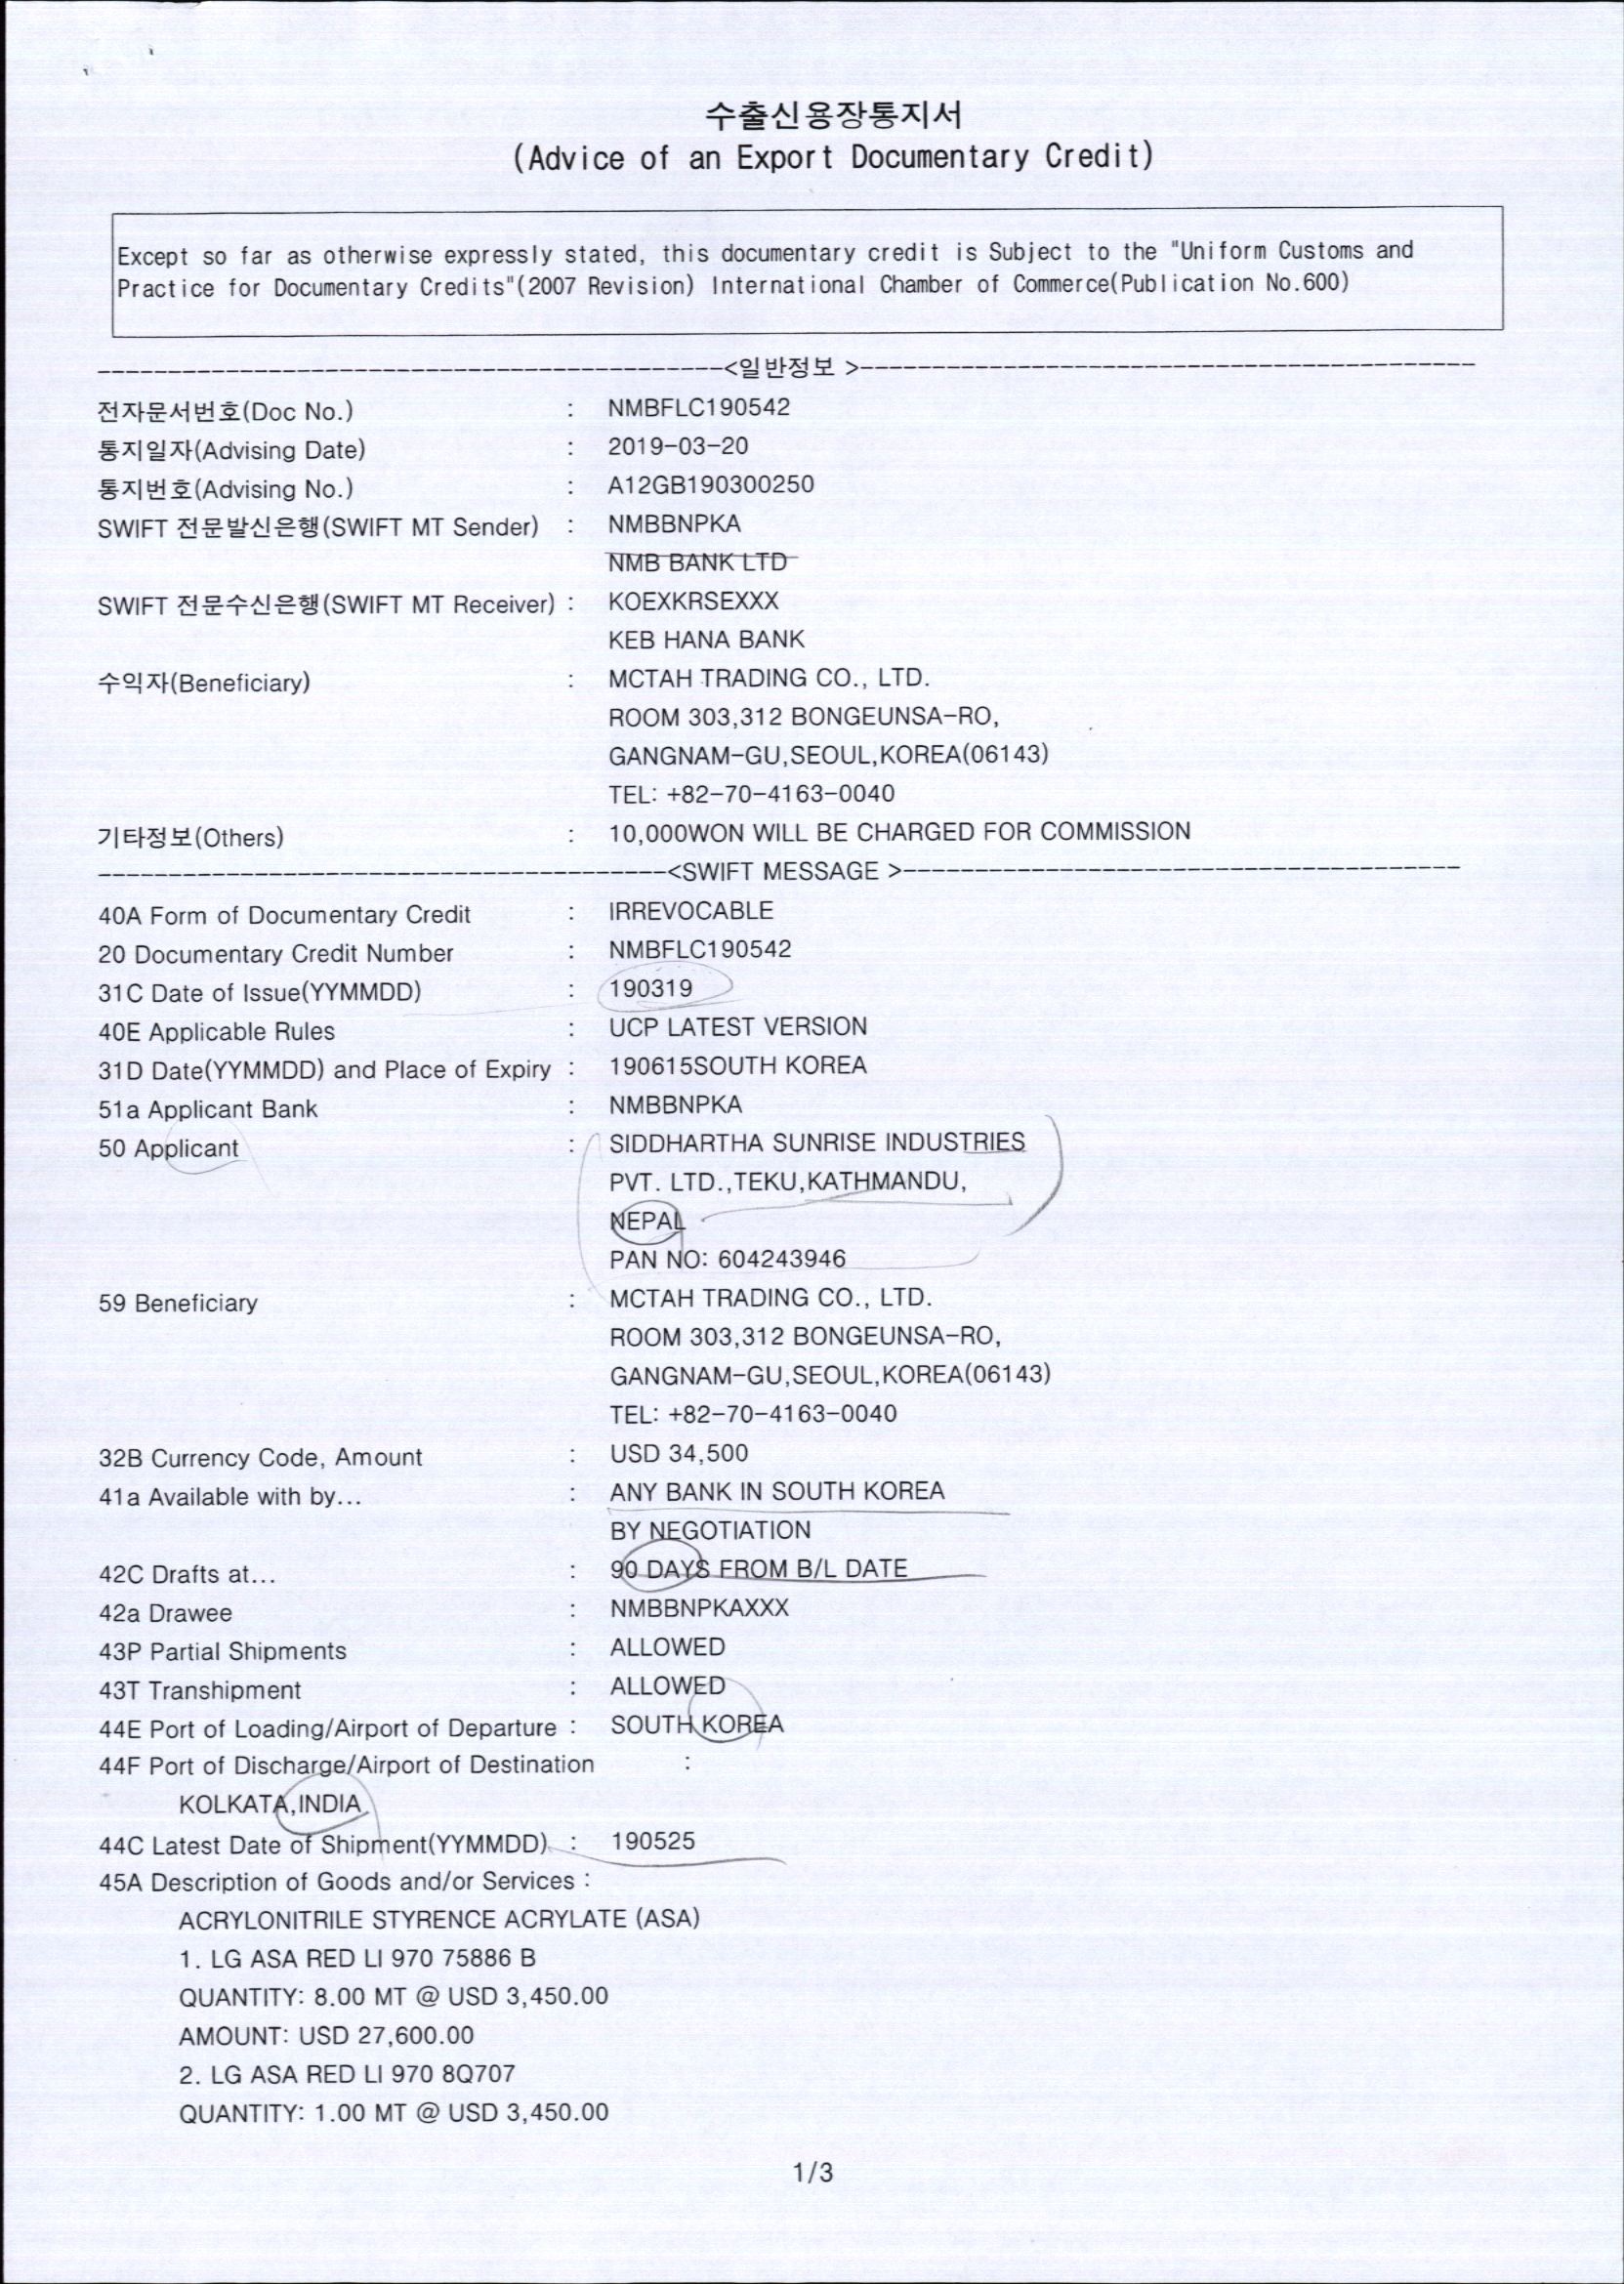 수출신용장통지서
(Advice of an Export Documentary Credit)
Except so far as otherwise expressly stated, this documentary credit is Subject to the "Uniform Customs and
Practice for Documentary Credits"(2007 Revision) International Chamber of Commerce(Publication No.600)
<일반정보 >
전자문서번호(Doc No.) : NMBFLC190542
통지일자(Advising Date) : 2019-03-20
통지번호(Advising No.) : A12GB190300250
SWIFT 전문발신은행(SWIFT MT Sender) : NMBBNPKA
NMB BANK LTD
SWIFT 전문수신은행(SWIFT MT Receiver) : KOEXKRSEXXX
KEB HANA BANK
수익자(Beneficiary) : MCTAH TRADING CO., LTD.
ROOM 303,312 BONGEUNSA-RO,
GANGNAM-GU,SEOUL,KOREA(06143)
TEL: +82-70-4163-0040
기타정보(Others) : 10,000WON WILL BE CHARGED FOR COMMISSION
<SWIFT MESSAGE >
40A Form of Documentary Credit : IRREVOCABLE
20 Documentary Credit Number : NMBFLC190542
31C Date of Issue(YYMMDD) : 190319
40E Applicable Rules : UCP LATEST VERSION
31D Date(YYMMDD) and Place of Expiry : 190615SOUTH KOREA
51a Applicant Bank : NMBBNPKA
50 Applicant : SIDDHARTHA SUNRISE INDUSTRIES
PVT. LTD.,TEKU,KATHMANDU,
NEPAL
PAN NO: 604243946
59 Beneficiary : MCTAH TRADING CO., LTD.
ROOM 303,312 BONGEUNSA-RO,
GANGNAM-GU,SEOUL,KOREA(06143)
TEL: +82-70-4163-0040
32B Currency Code, Amount : USD 34,500
41a Available with by... : ANY BANK IN SOUTH KOREA
BY NEGOTIATION
42C Drafts at... : 90 DAYS FROM B/L DATE
42a Drawee : NMBBNPKAXXX
43P Partial Shipments : ALLOWED
43T Transhipment : ALLOWED
44E Port of Loading/Airport of Departure : SOUTH KOREA
44F Port of Discharge/Airport of Destination :
KOLKATA,INDIA
44C Latest Date of Shipment(YYMMDD) : 190525
45A Description of Goods and/or Services :
ACRYLONITRILE STYRENCE ACRYLATE (ASA)
1. LG ASA RED LI 970 75886 B
QUANTITY: 8.00 MT @ USD 3,450.00
AMOUNT: USD 27,600.00
2. LG ASA RED LI 970 8Q707
QUANTITY: 1.00 MT @ USD 3,450.00
1/3